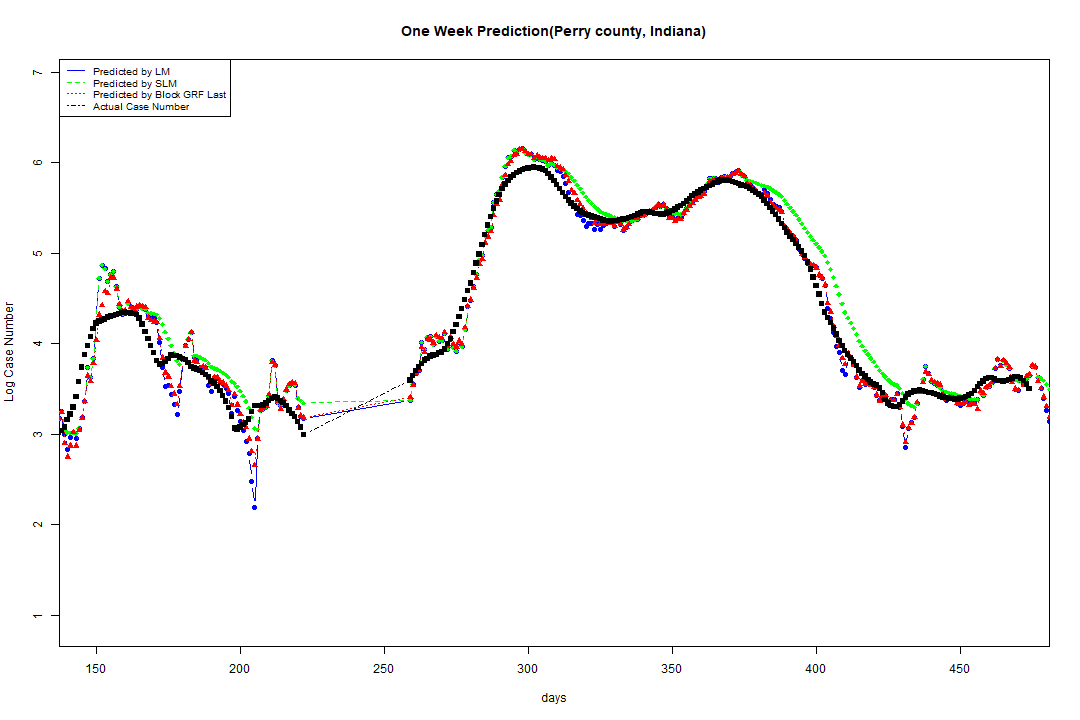 One Week Prediction(Perry county, Indiana)
Predicted by LM
Predicted by SLM
Predicted by Block GRF Last
Actual Case Number
Log Case Number
7
6
5
4
3
2
1
150 200 250 300 350 400 450
days